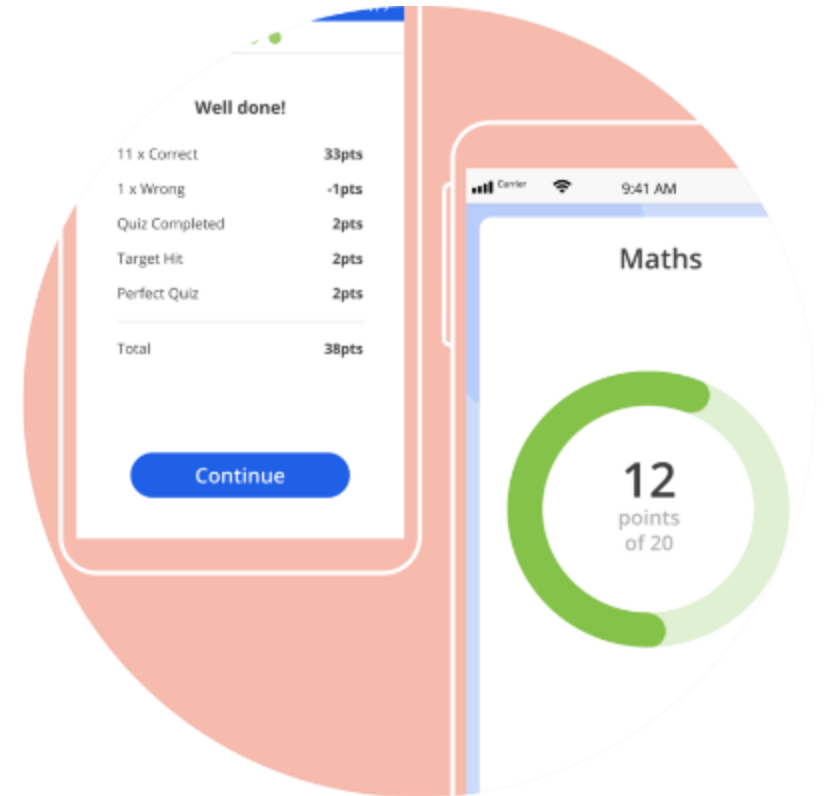 Well done!
11 x Correct 33pts
1 x Wrong -1pts
Quiz Completed 2pts
Target Hit 2pts
Perfect Quiz 2pts
Total 38pts
Continue
Carrier 9:41 AM
Maths
12
points
of 20